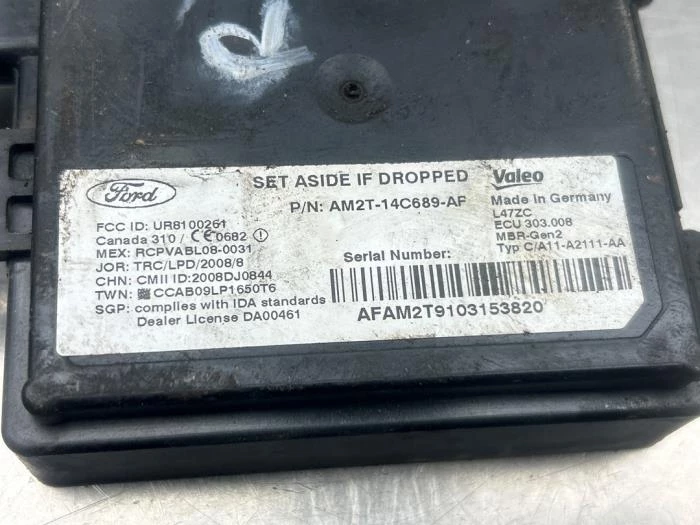 R
Ford
SET ASIDE IF DROPPED
Valeo
P/N: AM2T-14C689-AF
Made in Germany
L47ZC
ECU 303.008
MBR-Gen2
Typ C/A11-A2111-AA
FCC ID: UR8100261
Canada 310 / CE0682
MEX: RCPVABL08-0031
JOR: TRC/LPD/2008/8
CHN: CMII ID:2008DJ0844
TWN: CCAB09LP1650T6
SGP: complies with IDA standards
Dealer License DA00461
Serial Number:
AFAM2T9103153820